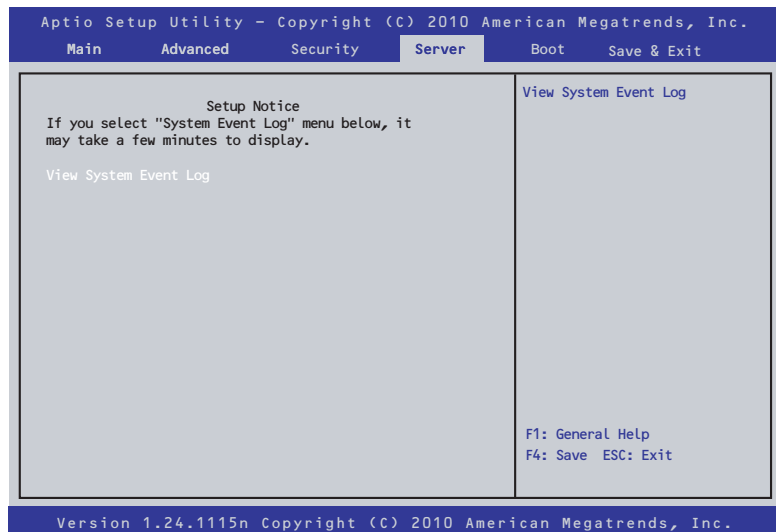 Aptio Setup Utility – Copyright (C) 2010 American Megatrends, Inc.
Main Advanced Security Server Boot Save & Exit
Setup Notice
If you select "System Event Log" menu below, it
may take a few minutes to display.
View System Event Log
View System Event Log
F1: General Help
F4: Save ESC: Exit
Version 1.24.1115n Copyright (C) 2010 American Megatrends, Inc.